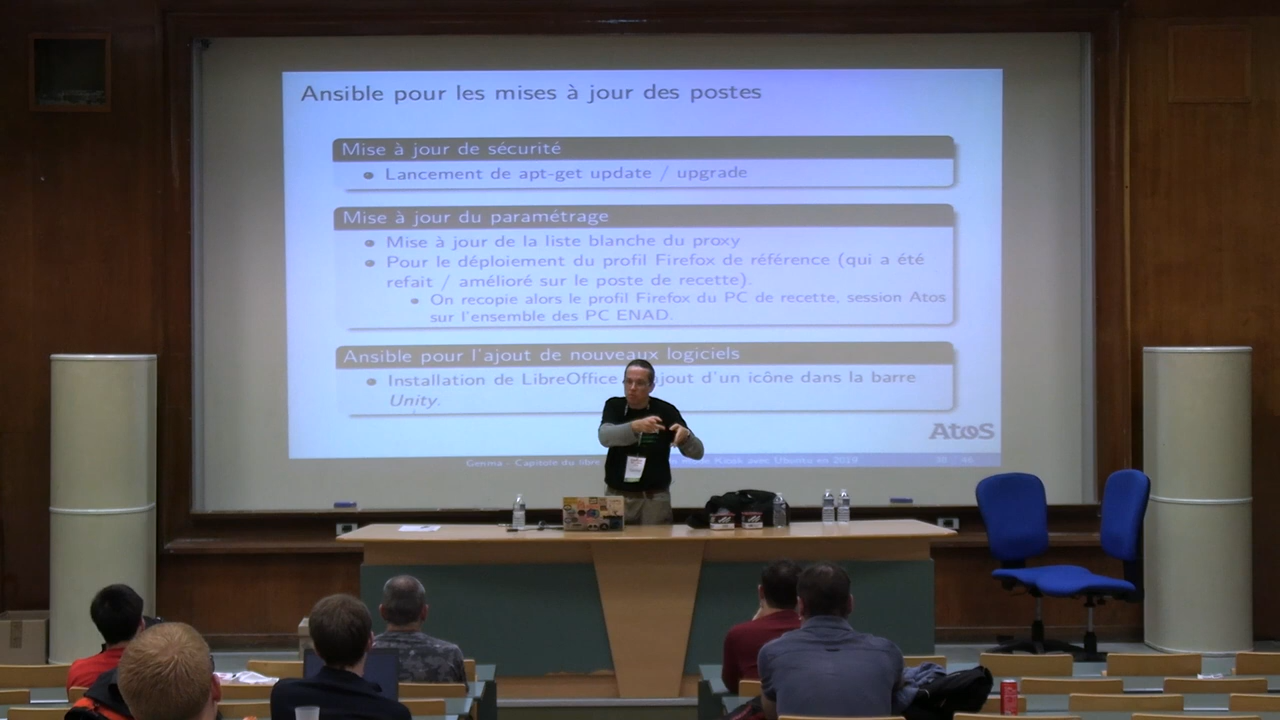 Ansible pour les mises à jour des postes
Mise à jour de sécurité
Lancement de apt-get update / upgrade
Mise à jour du paramétrage
Mise à jour de la liste blanche du proxy
Pour le déploiement du profil Firefox de référence (qui a été
refait / amélioré sur le poste de recette).
On recopie alors le profil Firefox du PC de recette, session Atos
sur l'ensemble des PC ENAD.
Ansible pour l'ajout de nouveaux logiciels
Installation de LibreOffice ajout d'un icône dans la barre
Unity.
Atos
Genma : Capitole du libre Kiosk avec Ubuntu en 2019 38 / 46